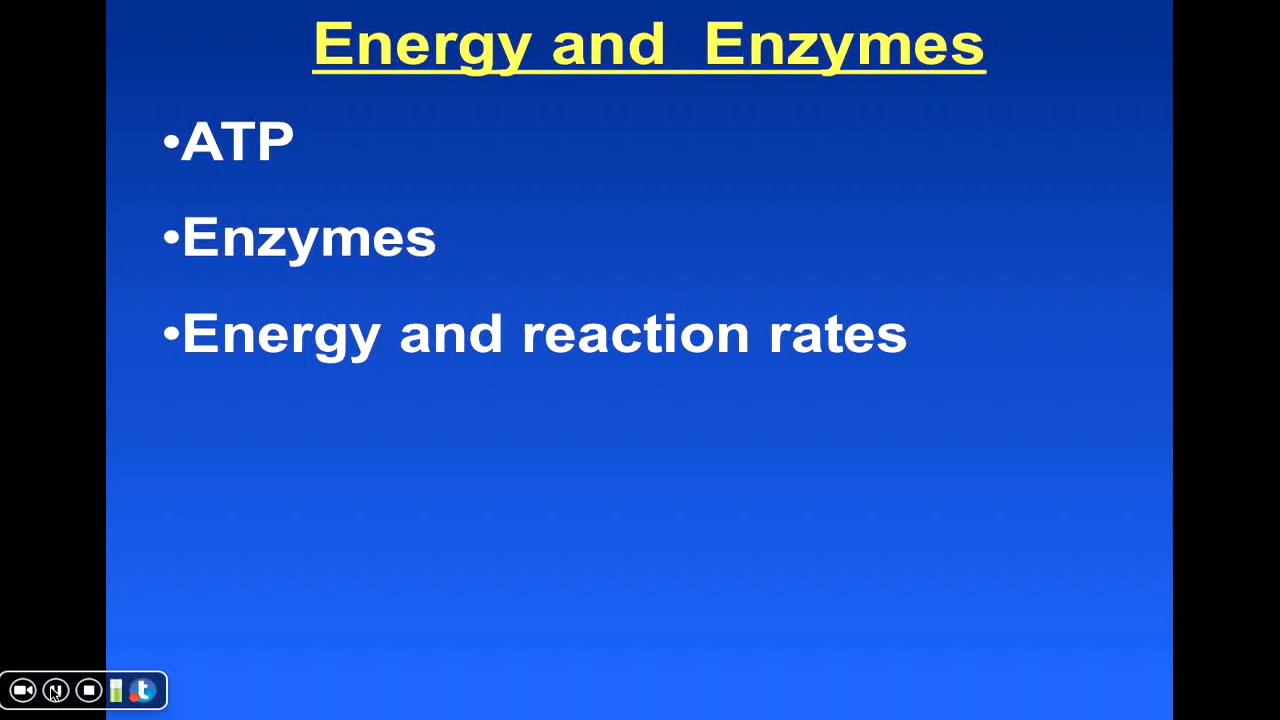 Energy and  Enzymes
•ATP
•Enzymes
•Energy and reaction rates
t